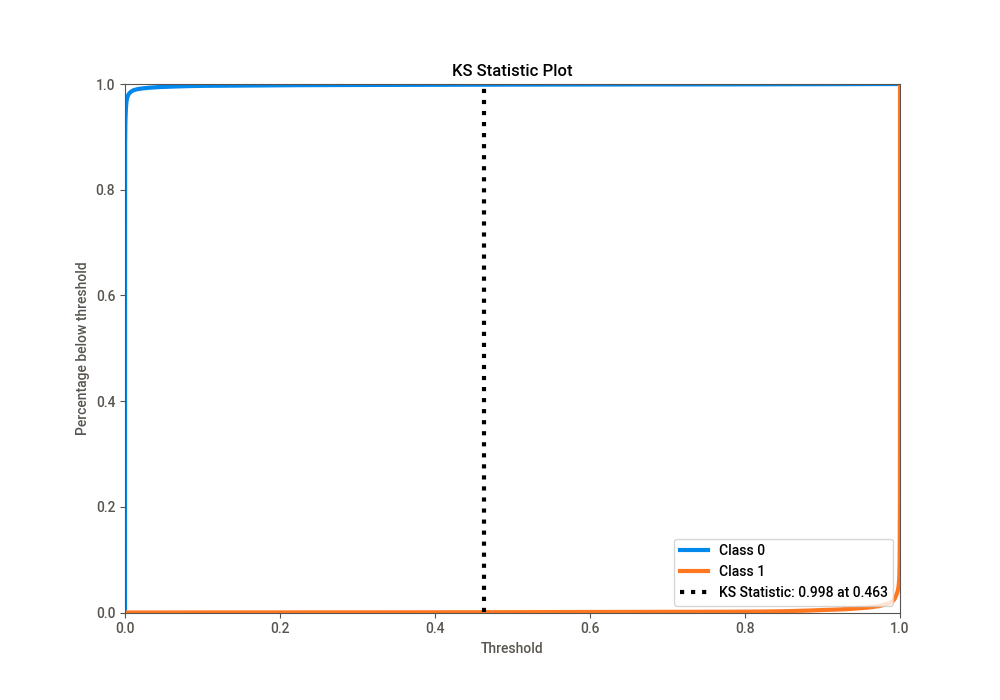 KS Statistic Plot
1.0
0.8
0.6
0.4
0.2
0.0
Percentage below threshold
0.0 0.2 0.4 0.6 0.8 1.0
Threshold
Class 0
Class 1
KS Statistic: 0.998 at 0.463